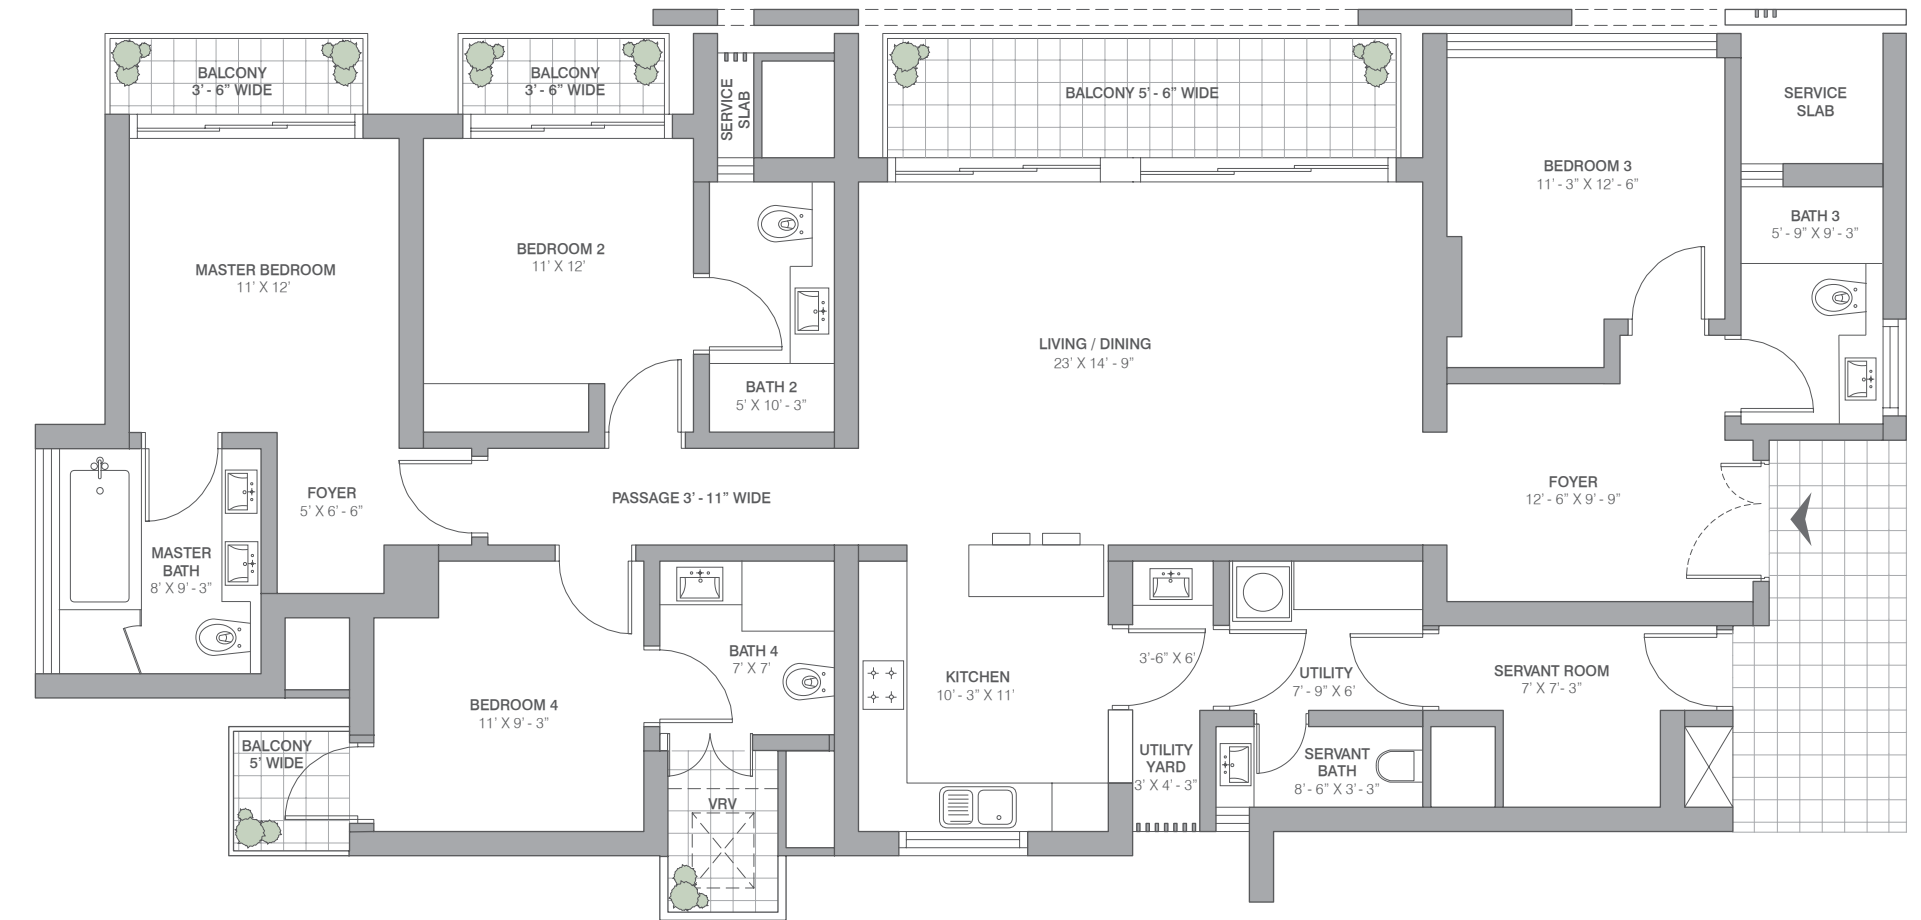 BALCONY
3' - 6” WIDE
BALCONY
3' - 6” WIDE
SERVICE
SLAB
BALCONY 5' - 6” WIDE
SERVICE
SLAB
BEDROOM 3
11' - 3” X 12' - 6”
BATH 3
5' - 9” X 9' - 3”
MASTER BEDROOM
11' X 12'
BEDROOM 2
11' X 12'
LIVING / DINING
23' X 14' - 9”
BATH 2
5' X 10' - 3”
FOYER
5' X 6' - 6”
PASSAGE 3' - 11” WIDE
FOYER
12' - 6” X 9' - 9”
MASTER
BATH
8' X 9' - 3”
BATH 4
7' X 7'
3'-6” X 6'
KITCHEN
10' - 3” X 11'
UTILITY
7' - 9” X 6'
SERVANT ROOM
7' X 7'- 3”
BEDROOM 4
11' X 9' - 3”
BALCONY
5' WIDE
UTILITY
YARD
3' X 4' - 3”
SERVANT
BATH
8' - 6” X 3' - 3”
VRV